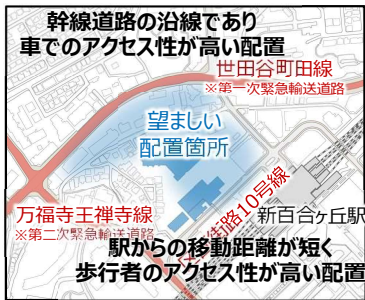 幹線道路の沿線であり
車でのアクセス性が高い配置
世田谷町田線
※第一次緊急輸送道路
望ましい
配置箇所
万福寺王禅寺線
※第二次緊急輸送道路
街路10号線
新百合ヶ丘駅
駅からの移動距離が短く
歩行者のアクセス性が高い配置